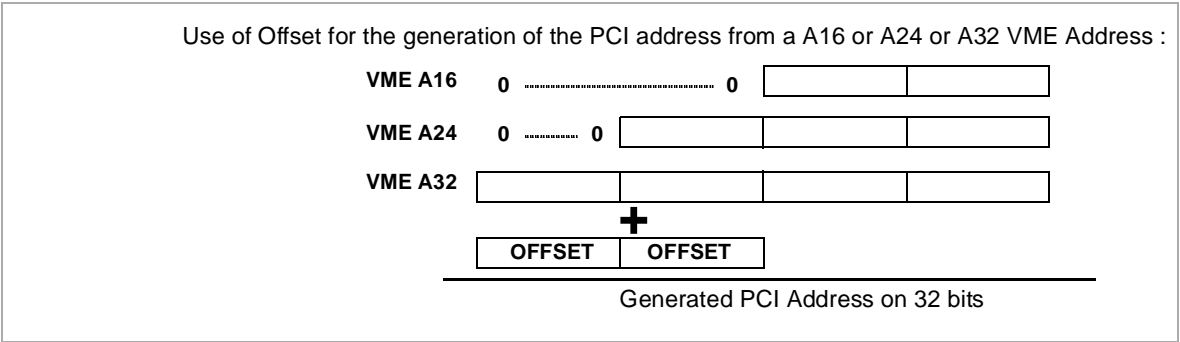 Use of Offset for the generation of the PCI address from a A16 or A24 or A32 VME Address :
VME A16 0 0
VME A24 0 0
VME A32
+
OFFSET OFFSET
Generated PCI Address on 32 bits